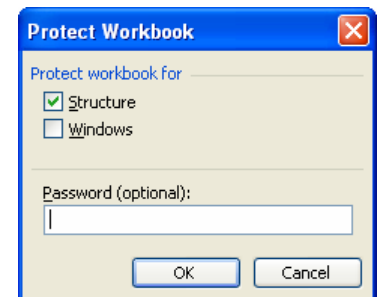 Protect Workbook
Protect workbook for
Structure
Windows
Password (optional):
OK Cancel